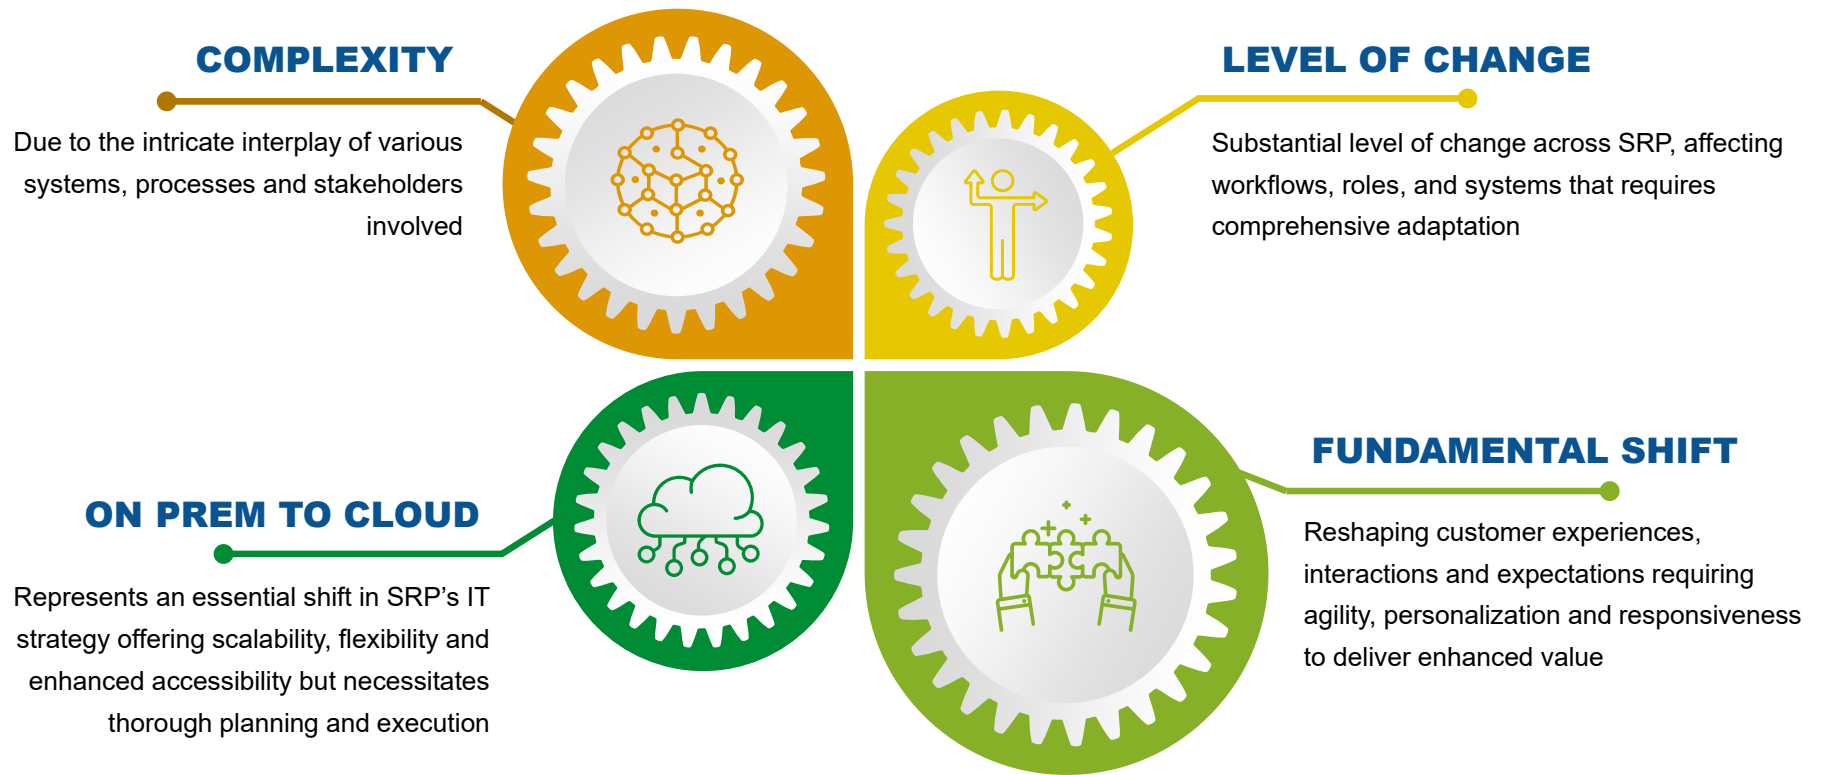 COMPLEXITY
Due to the intricate interplay of various
systems, processes and stakeholders
involved
LEVEL OF CHANGE
Substantial level of change across SRP, affecting
workflows, roles, and systems that requires
comprehensive adaptation
ON PREM TO CLOUD
Represents an essential shift in SRP’s IT
strategy offering scalability, flexibility and
enhanced accessibility but necessitates
thorough planning and execution
FUNDAMENTAL SHIFT
Reshaping customer experiences,
interactions and expectations requiring
agility, personalization and responsiveness
to deliver enhanced value